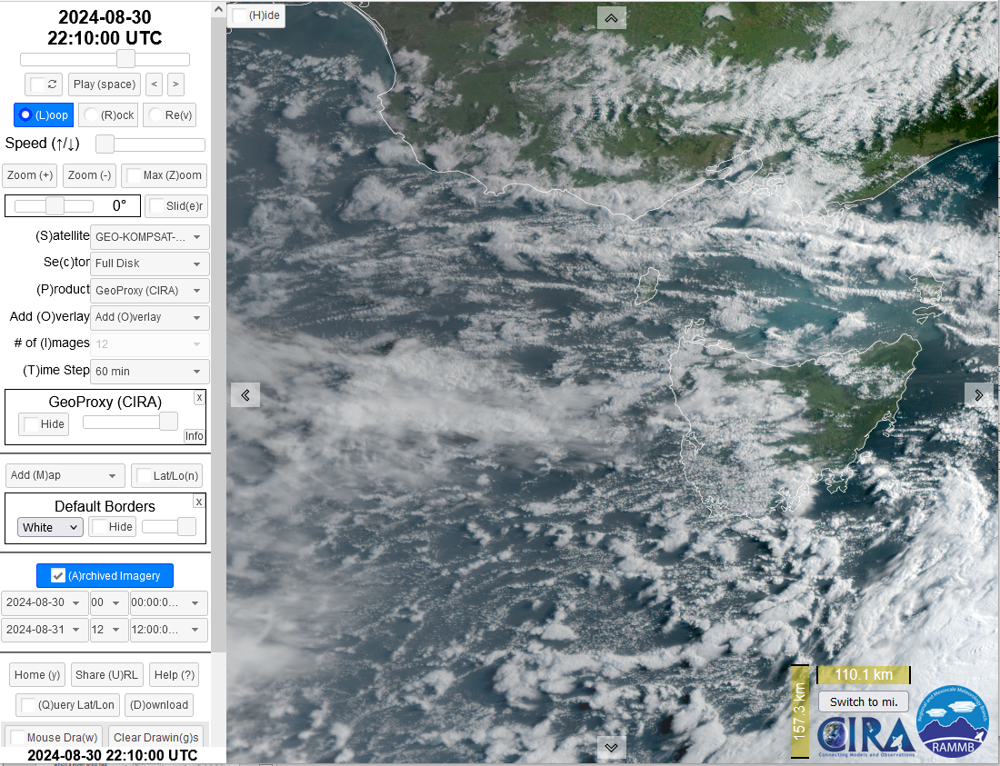 2024-08-30
22:10:00 UTC
Play (space)
<
>
(L)oop
(R)ock
Re(v)
Speed (↑/↓)
Zoom (+)
Zoom (-)
Max (Z)oom
0°
Slid(e)r
(S)atellite
GEO-KOMPSAT-...
Se(c)tor
Full Disk
(P)roduct
GeoProxy (CIRA)
Add (O)verlay
Add (O)verlay
# of (I)mages
12
(T)ime Step
60 min
GeoProxy (CIRA)
x
Hide
Info
Add (M)ap
Lat/Lo(n)
Default Borders
x
White
Hide
(A)rchived Imagery
2024-08-30
00
00:00:0...
2024-08-31
12
12:00:0...
Home (y)
Share (U)RL
Help (?)
(Q)uery Lat/Lon
(D)ownload
Mouse Dra(w)
Clear Drawin(g)s
2024-08-30 22:10:00 UTC
(H)ide
110.1 km
157.3 km
Switch to mi.
CIRA
Connecting Models and Observations
Regional and Mesoscale Meteorology Branch
RAMMB